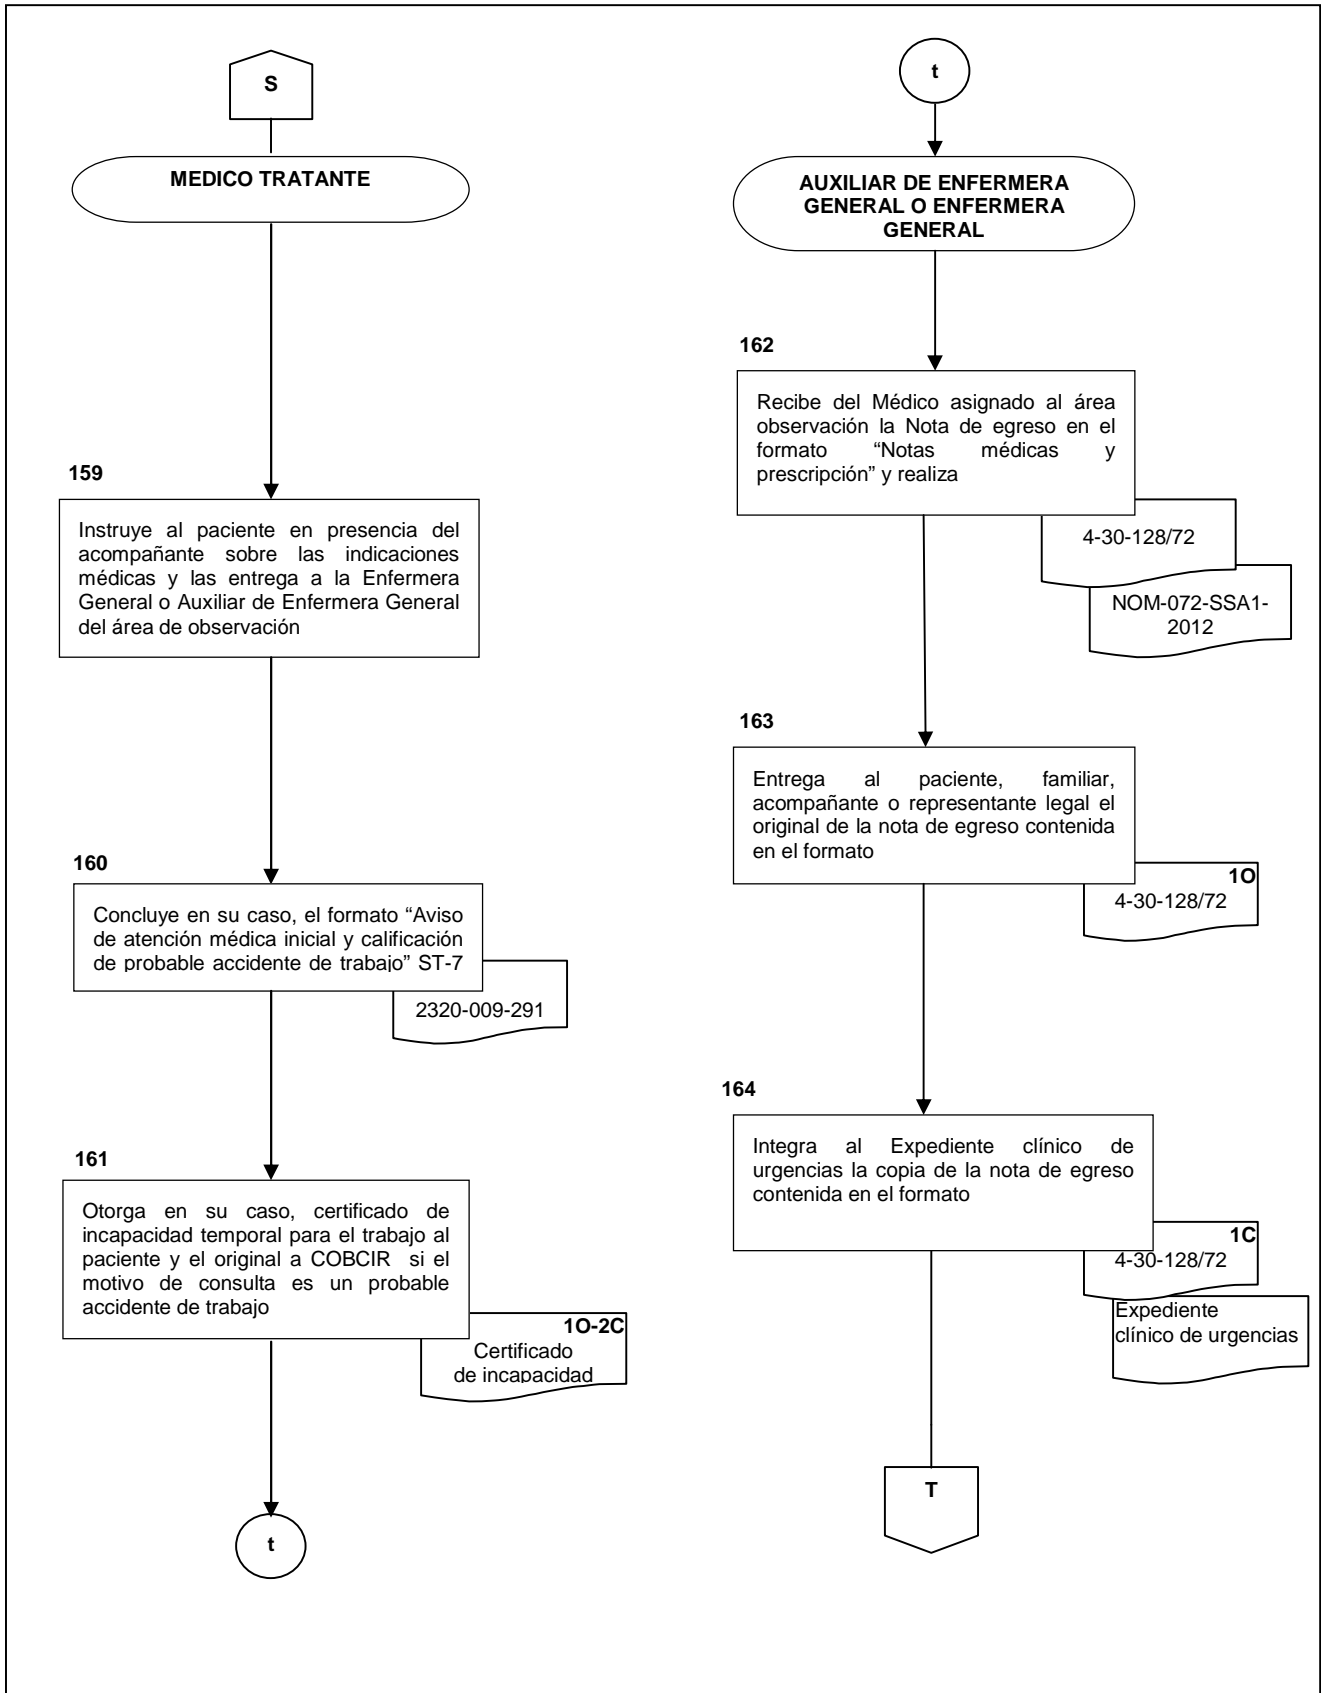 S
MEDICO TRATANTE
159
Instruye al paciente en presencia del
acompañante sobre las indicaciones
médicas y las entrega a la Enfermera
General o Auxiliar de Enfermera General
del área de observación
160
Concluye en su caso, el formato “Aviso
de atención médica inicial y calificación
de probable accidente de trabajo” ST-7
2320-009-291
161
Otorga en su caso, certificado de
incapacidad temporal para el trabajo al
paciente y el original a COBCIR si el
motivo de consulta es un probable
accidente de trabajo
1O-2C
Certificado
de incapacidad
t
t
AUXILIAR DE ENFERMERA
GENERAL O ENFERMERA
GENERAL
162
Recibe del Médico asignado al área
observación la Nota de egreso en el
formato “Notas médicas y
prescripción” y realiza
4-30-128/72
NOM-072-SSA1-
2012
163
Entrega al paciente, familiar,
acompañante o representante legal el
original de la nota de egreso contenida
en el formato
1O
4-30-128/72
164
Integra al Expediente clínico de
urgencias la copia de la nota de egreso
contenida en el formato
1C
4-30-128/72
Expediente
clínico de urgencias
T